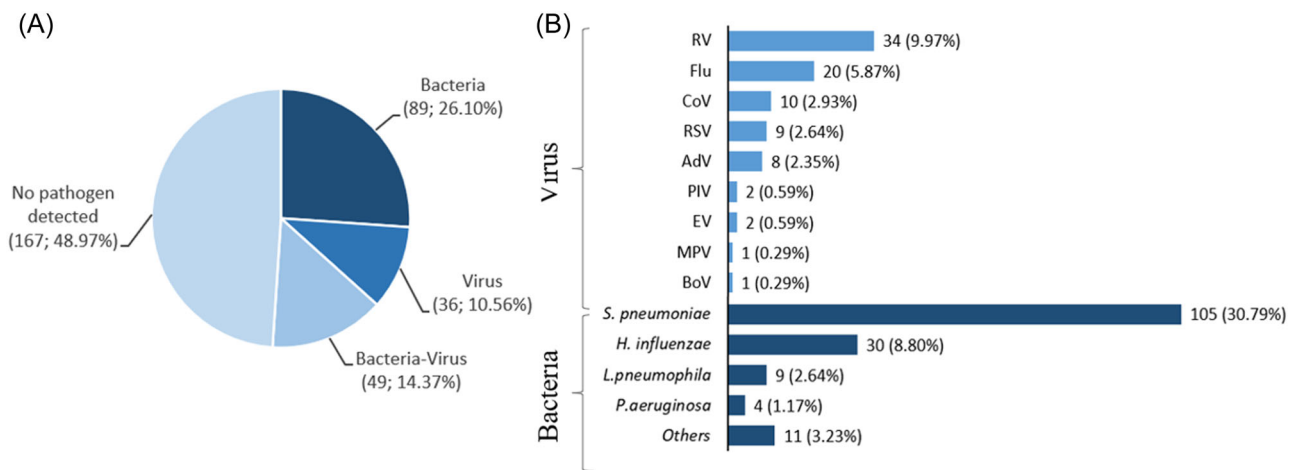 (A)
Bacteria
(89; 26.10%)
No pathogen
detected
(167; 48.97%)
Virus
(36; 10.56%)
Bacteria-Virus
(49; 14.37%)
(B)
Virus
RV 34 (9.97%)
Flu 20 (5.87%)
CoV 10 (2.93%)
RSV 9 (2.64%)
AdV 8 (2.35%)
PIV 2 (0.59%)
EV 2 (0.59%)
MPV 1 (0.29%)
BoV 1 (0.29%)
Bacteria
S. pneumoniae 105 (30.79%)
H. influenzae 30 (8.80%)
L.pneumophila 9 (2.64%)
P.aeruginosa 4 (1.17%)
Others 11 (3.23%)